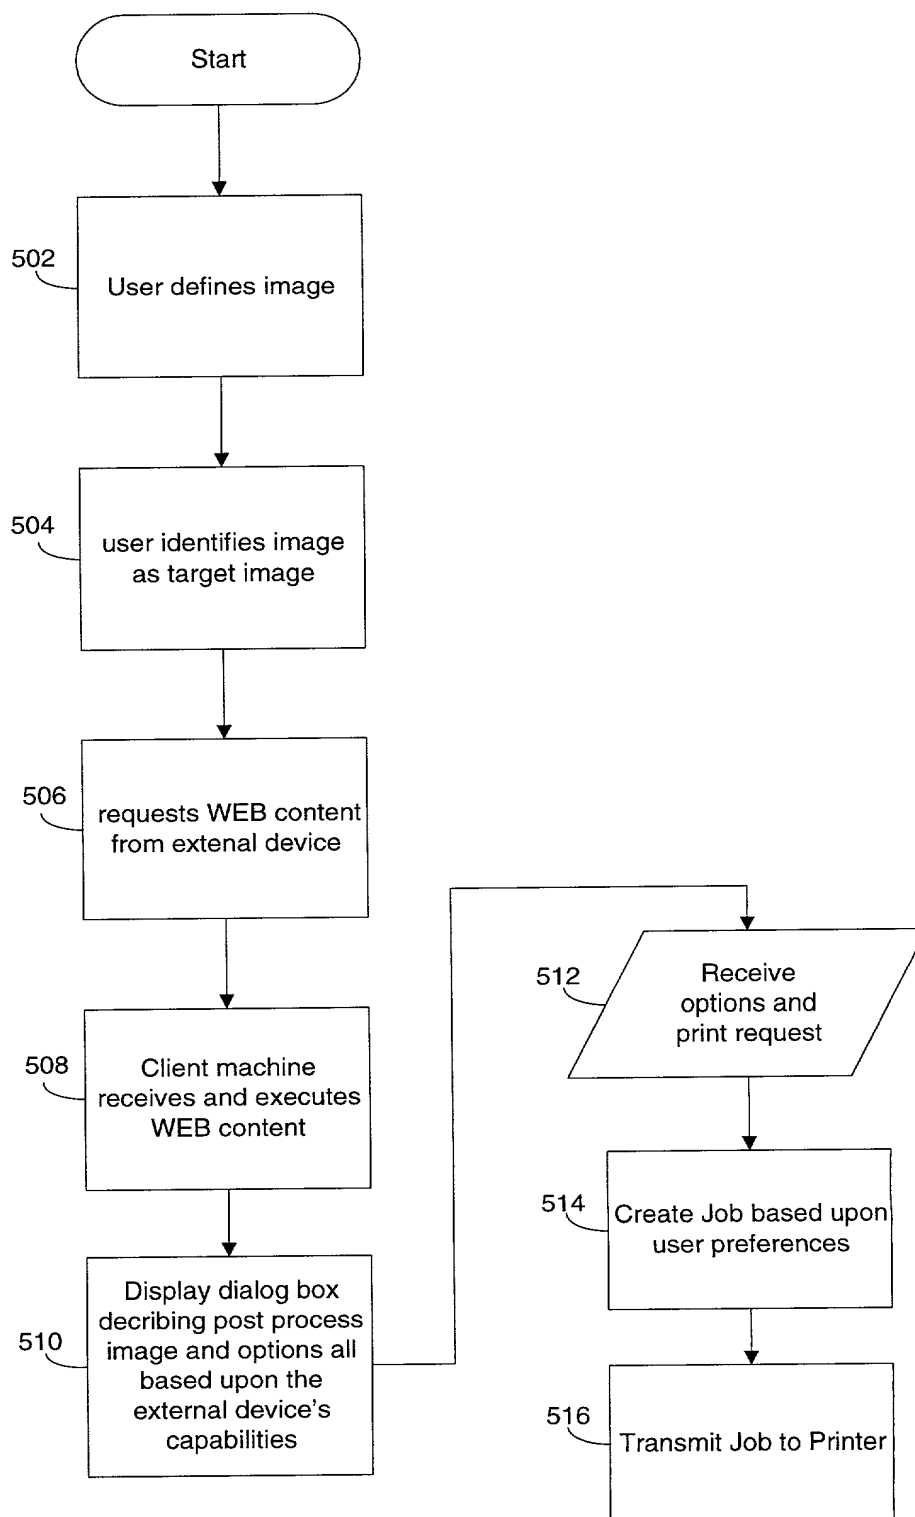 Start
502
User defines image
504
user identifies image
as target image
506
requests WEB content
from extenal device
508
Client machine
receives and executes
WEB content
510
Display dialog box
decribing post process
image and options all
based upon the
external device's
capabilities
512
Receive
options and
print request
514
Create Job based upon
user preferences
516
Transmit Job to Printer